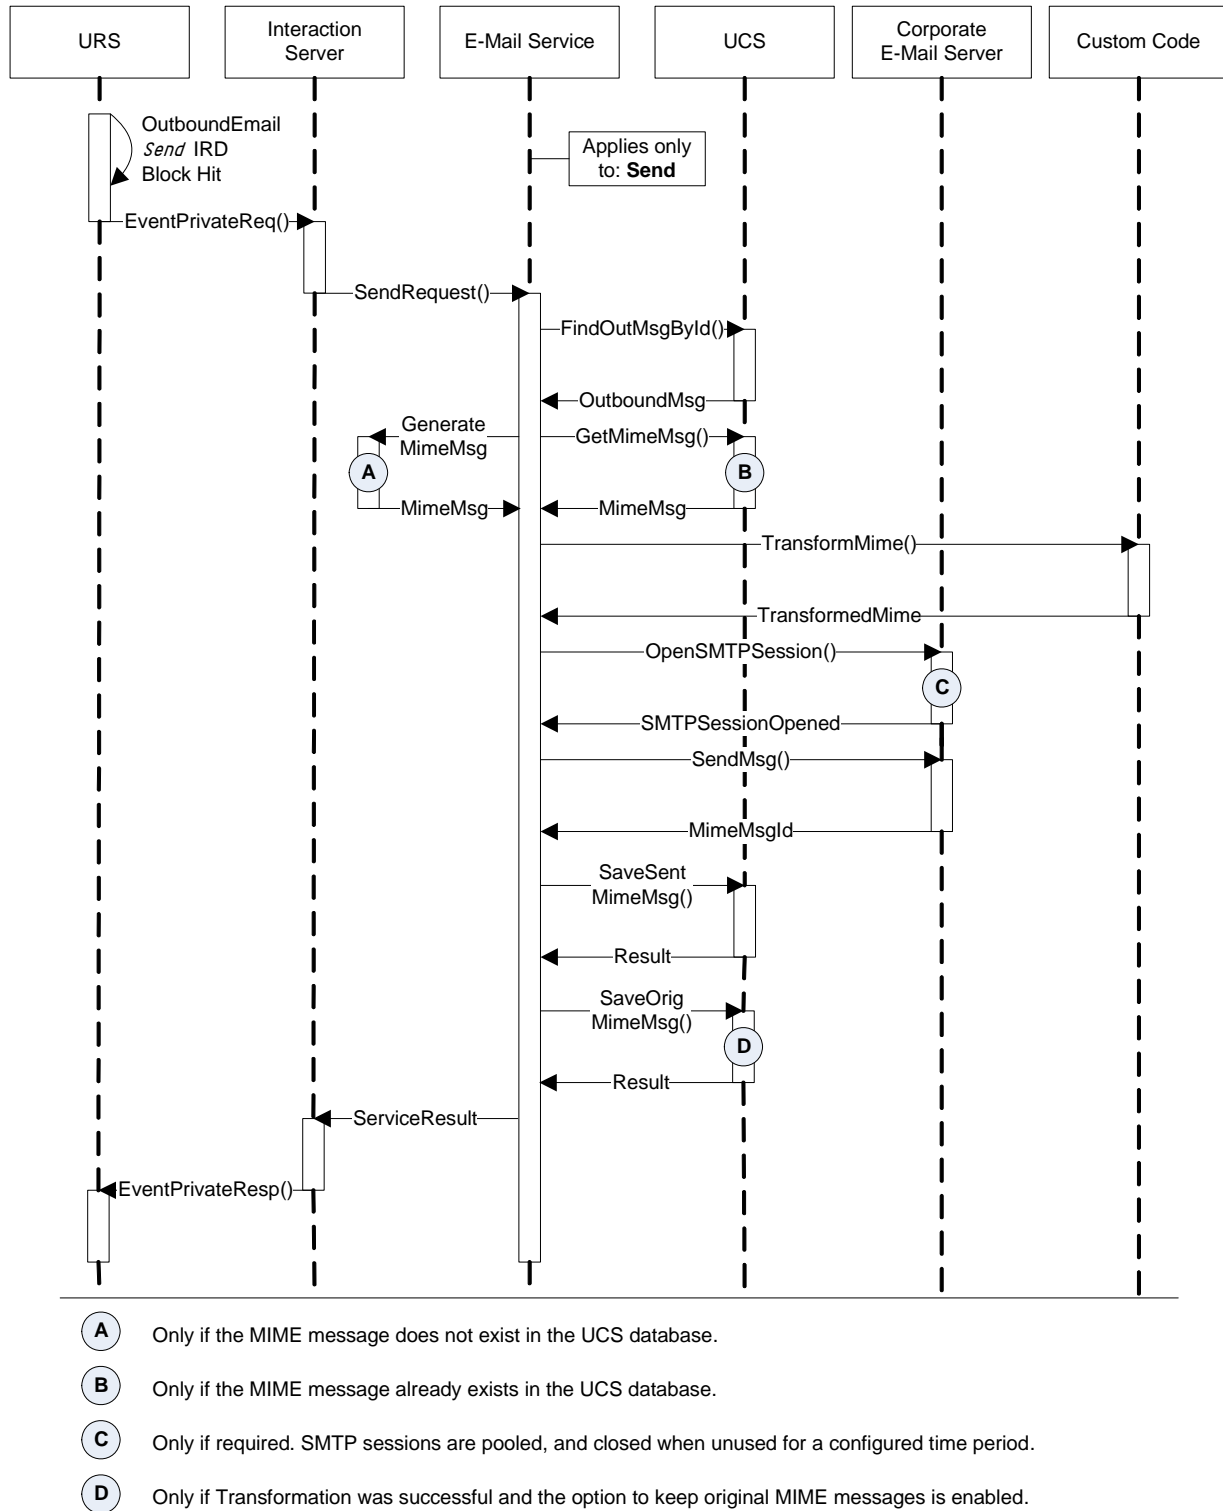 URS
Interaction
Server
E-Mail Service
UCS
Corporate
E-Mail Server
Custom Code
OutboundEmail
Send IRD
Block Hit
Applies only
to: Send
EventPrivateReq()
SendRequest()
FindOutMsgById()
OutboundMsg
Generate
MimeMsg
GetMimeMsg()
A
B
MimeMsg
MimeMsg
TransformMime()
TransformedMime
OpenSMTPSession()
C
SMTPSessionOpened
SendMsg()
MimeMsgId
SaveSent
MimeMsg()
Result
SaveOrig
MimeMsg()
D
Result
ServiceResult
EventPrivateResp()
A Only if the MIME message does not exist in the UCS database.
B Only if the MIME message already exists in the UCS database.
C Only if required. SMTP sessions are pooled, and closed when unused for a configured time period.
D Only if Transformation was successful and the option to keep original MIME messages is enabled.